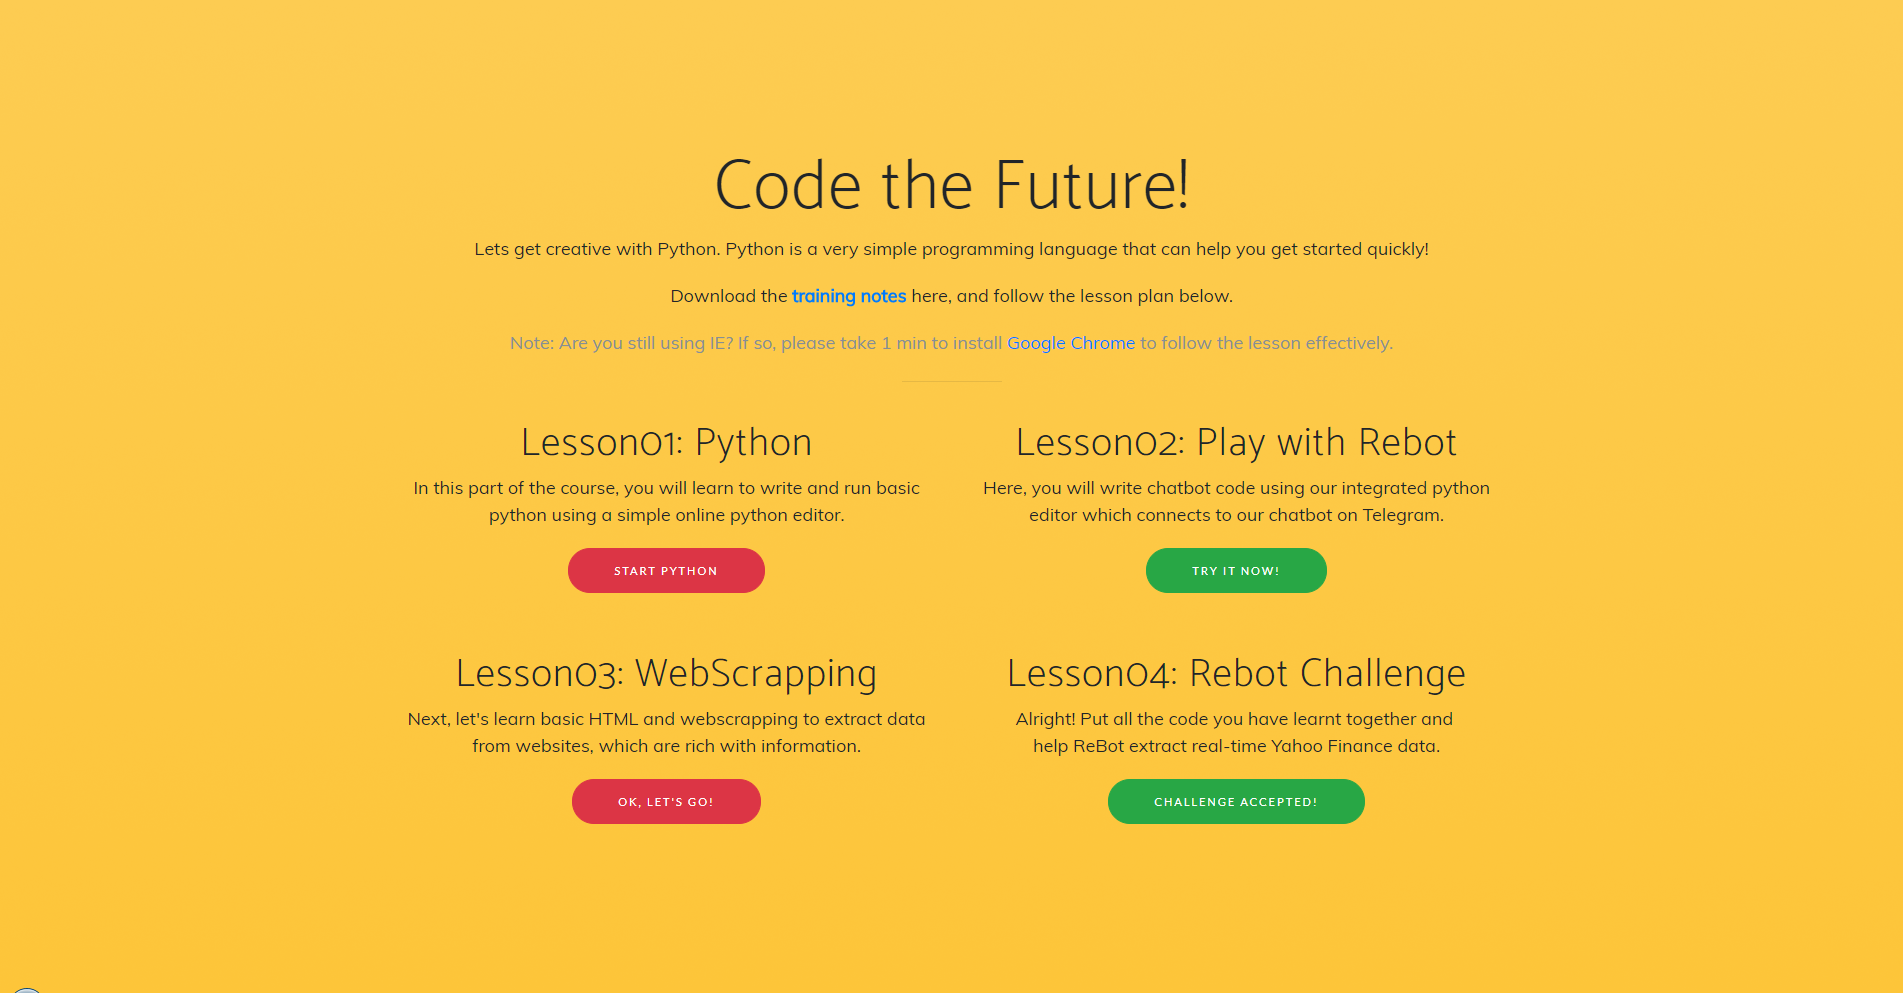 Code the Future!
Lets get creative with Python. Python is a very simple programming language that can help you get started quickly!
Download the training notes here, and follow the lesson plan below.
Note: Are you still using IE? If so, please take 1 min to install Google Chrome to follow the lesson effectively.
Lesson01: Python
In this part of the course, you will learn to write and run basic
python using a simple online python editor.
START PYTHON
Lesson02: Play with Rebot
Here, you will write chatbot code using our integrated python
editor which connects to our chatbot on Telegram.
TRY IT NOW!
Lesson03: WebScrapping
Next, let's learn basic HTML and webscrapping to extract data
from websites, which are rich with information.
OK, LET'S GO!
Lesson04: Rebot Challenge
Alright! Put all the code you have learnt together and
help ReBot extract real-time Yahoo Finance data.
CHALLENGE ACCEPTED!